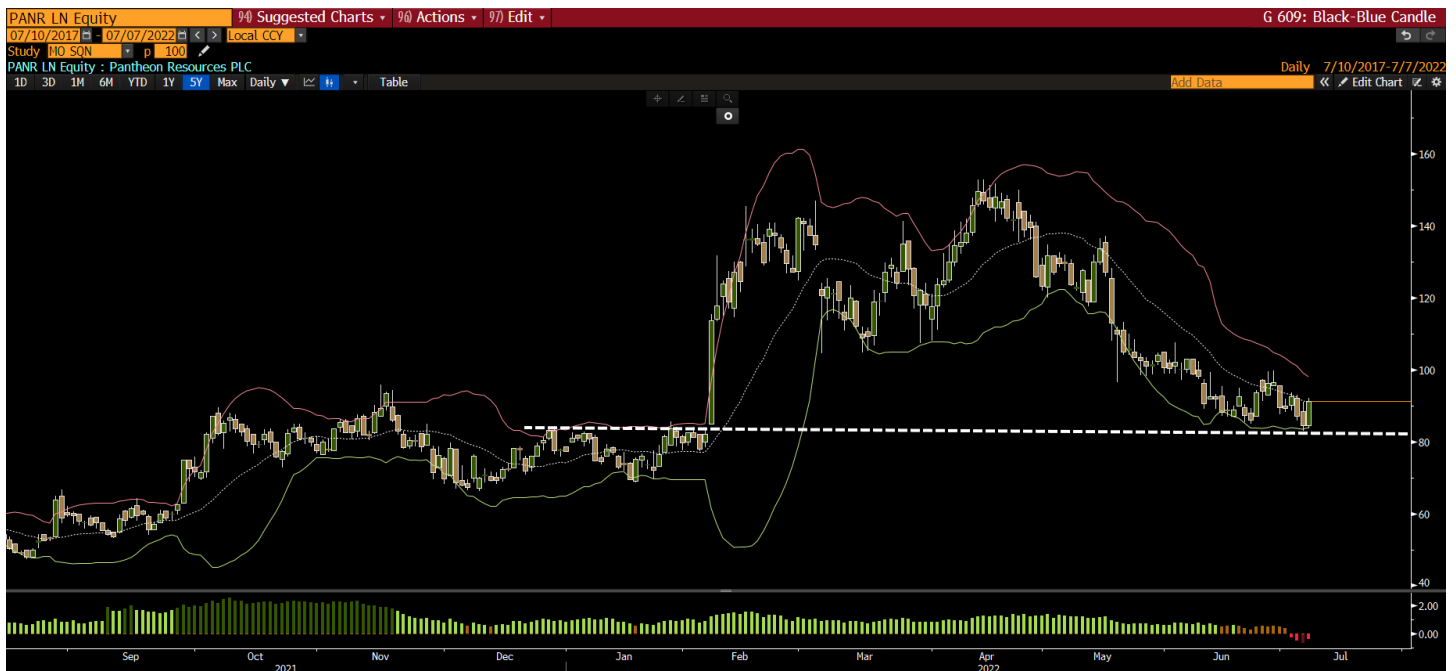 PANR LN Equity 94) Suggested Charts 96) Actions 97) Edit G 609: Black-Blue Candle
07/10/2017 - 07/07/2022 < > Local CCY
Study MO SQN p 100
PANR LN Equity : Pantheon Resources PLC Daily 7/10/2017-7/7/2022
1D 3D 1M 6M YTD 1Y 5Y Max Daily ▼ Table Add Data « Edit Chart
160
140
120
100
80
60
40
2.00
0.00
Sep Oct Nov Dec Jan Feb Mar Apr May Jun Jul
2021 2022